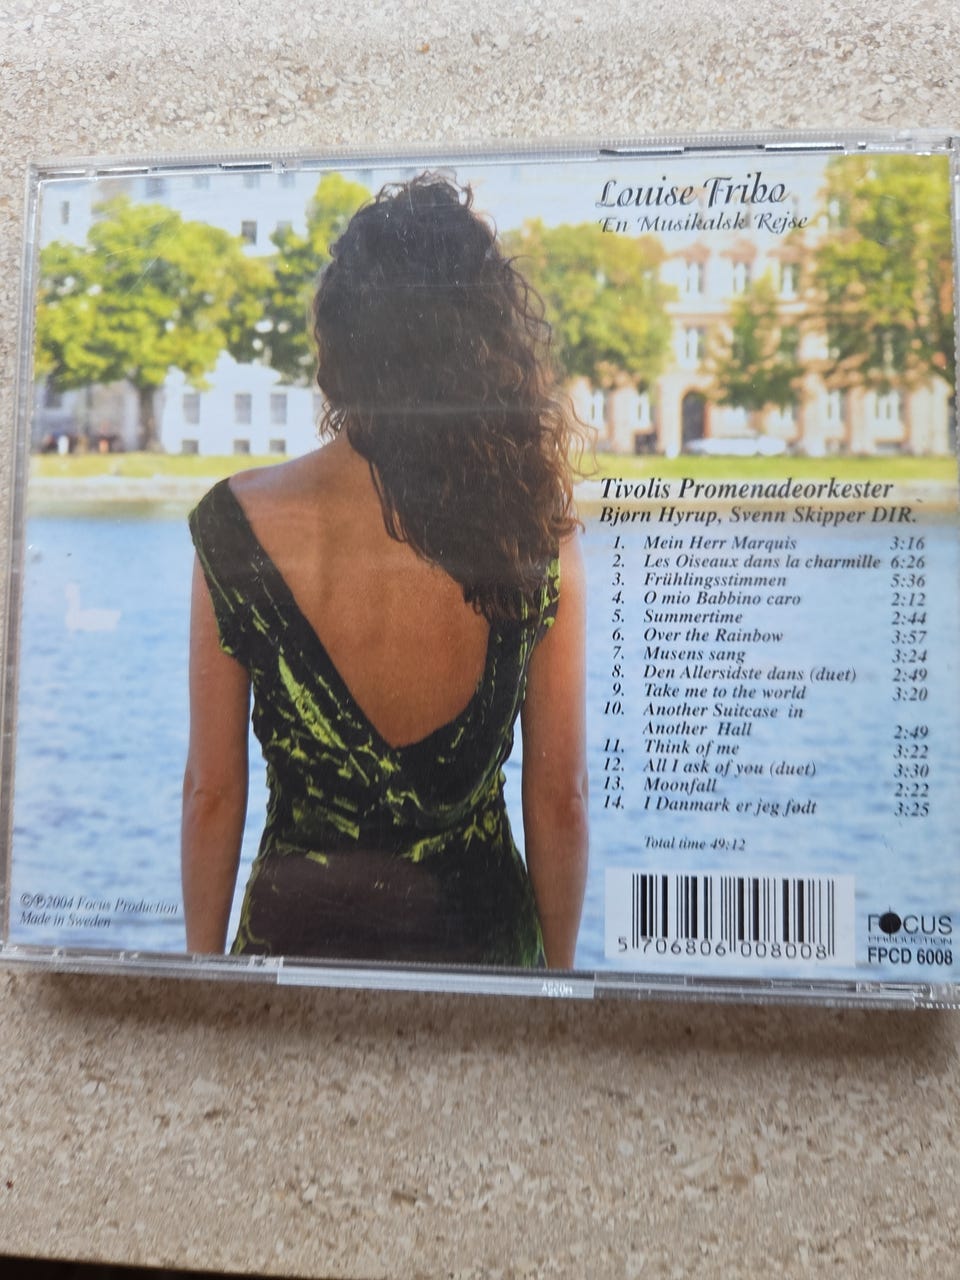 Louise Fribo
En Musikalsk Rejse
Tivolis Promenadeorkester
Bjørn Hyrup, Svenn Skipper DIR.
1. Mein Herr Marquis 3:16
2. Les Oiseaux dans la charmille 6:26
3. Frühlingsstimmen 5:36
4. O mio Babbino caro 2:12
5. Summertime 2:44
6. Over the Rainbow 3:57
7. Musens sang 3:24
8. Den Allersidste dans (duet) 2:49
9. Take me to the world 3:20
10. Another Suitcase in
Another Hall 2:49
11. Think of me 3:22
12. All I ask of you (duet) 3:30
13. Moonfall 2:22
14. I Danmark er jeg født 3:25
Total time 49:12
©/℗2004 Focus Production
Made in Sweden
5 706806 008008
FOCUS
PRODUCTION
FPCD 6008